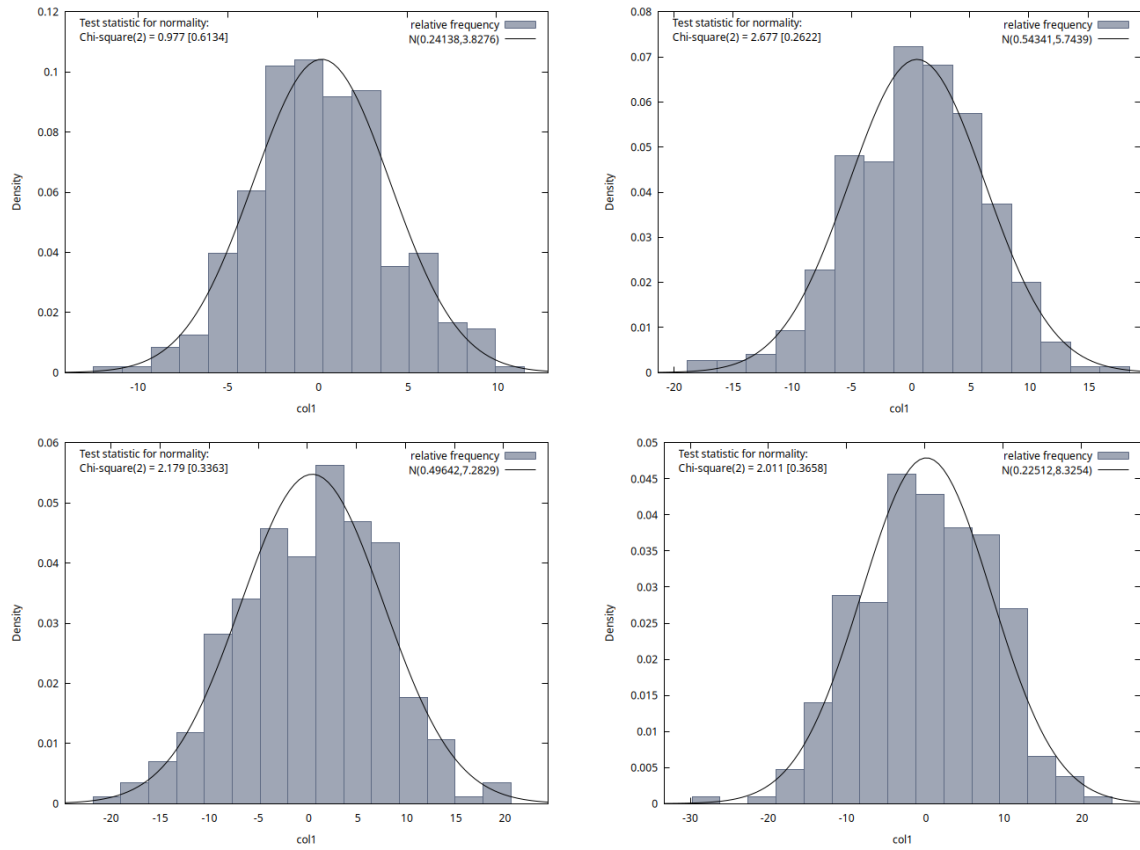 Test statistic for normality:
Chi-square(2) = 0.977 [0.6134]
relative frequency
N(0.24138,3.8276)
0.12
0.1
0.08
0.06
0.04
0.02
0
Density
-10
-5
0
5
10
col1
Test statistic for normality:
Chi-square(2) = 2.677 [0.2622]
relative frequency
N(0.54341,5.7439)
0.08
0.07
0.06
0.05
0.04
0.03
0.02
0.01
0
Density
-20
-15
-10
-5
0
5
10
15
col1
Test statistic for normality:
Chi-square(2) = 2.179 [0.3363]
relative frequency
N(0.49642,7.2829)
0.06
0.05
0.04
0.03
0.02
0.01
0
Density
-20
-15
-10
-5
0
5
10
15
20
col1
Test statistic for normality:
Chi-square(2) = 2.011 [0.3658]
relative frequency
N(0.22512,8.3254)
0.05
0.045
0.04
0.035
0.03
0.025
0.02
0.015
0.01
0.005
0
Density
-30
-20
-10
0
10
20
col1